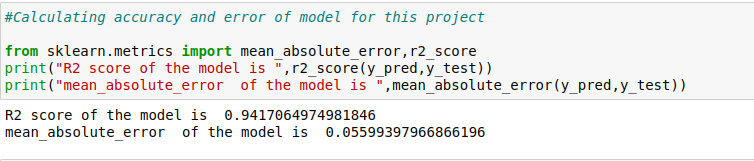 #Calculating accuracy and error of model for this project
from sklearn.metrics import mean_absolute_error,r2_score
print("R2 score of the model is ",r2_score(y_pred,y_test))
print("mean_absolute_error  of the model is ",mean_absolute_error(y_pred,y_test))
R2 score of the model is  0.9417064974981846
mean_absolute_error  of the model is  0.05599397966866196